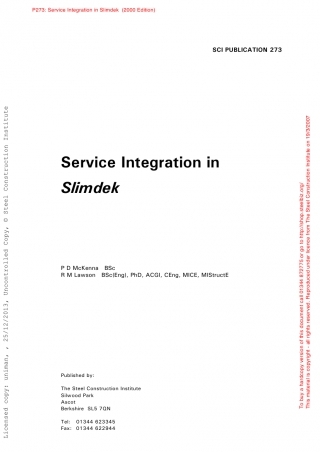 P273: Service Integration in Slimdek (2000 Edition)
SCI PUBLICATION 273
Service Integration in
Slimdek
P D McKenna BSc
R M Lawson BSc(Eng), PhD, ACGI, CEng, MICE, MIStructE
Published by:
The Steel Construction Institute
Silwood Park
Ascot
Berkshire SL5 7QN
Tel: 01344 623345
Fax: 01344 622944
Licensed copy: uniman, , 25/12/2013, Uncontrolled Copy, © Steel Construction Institute
To buy a hardcopy version of this document call 01344 872775 or go to http://shop.steelbiz.org/
This material is copyright - all rights reserved. Reproduced under licence from The Steel Construction Institute on 19/3/2007